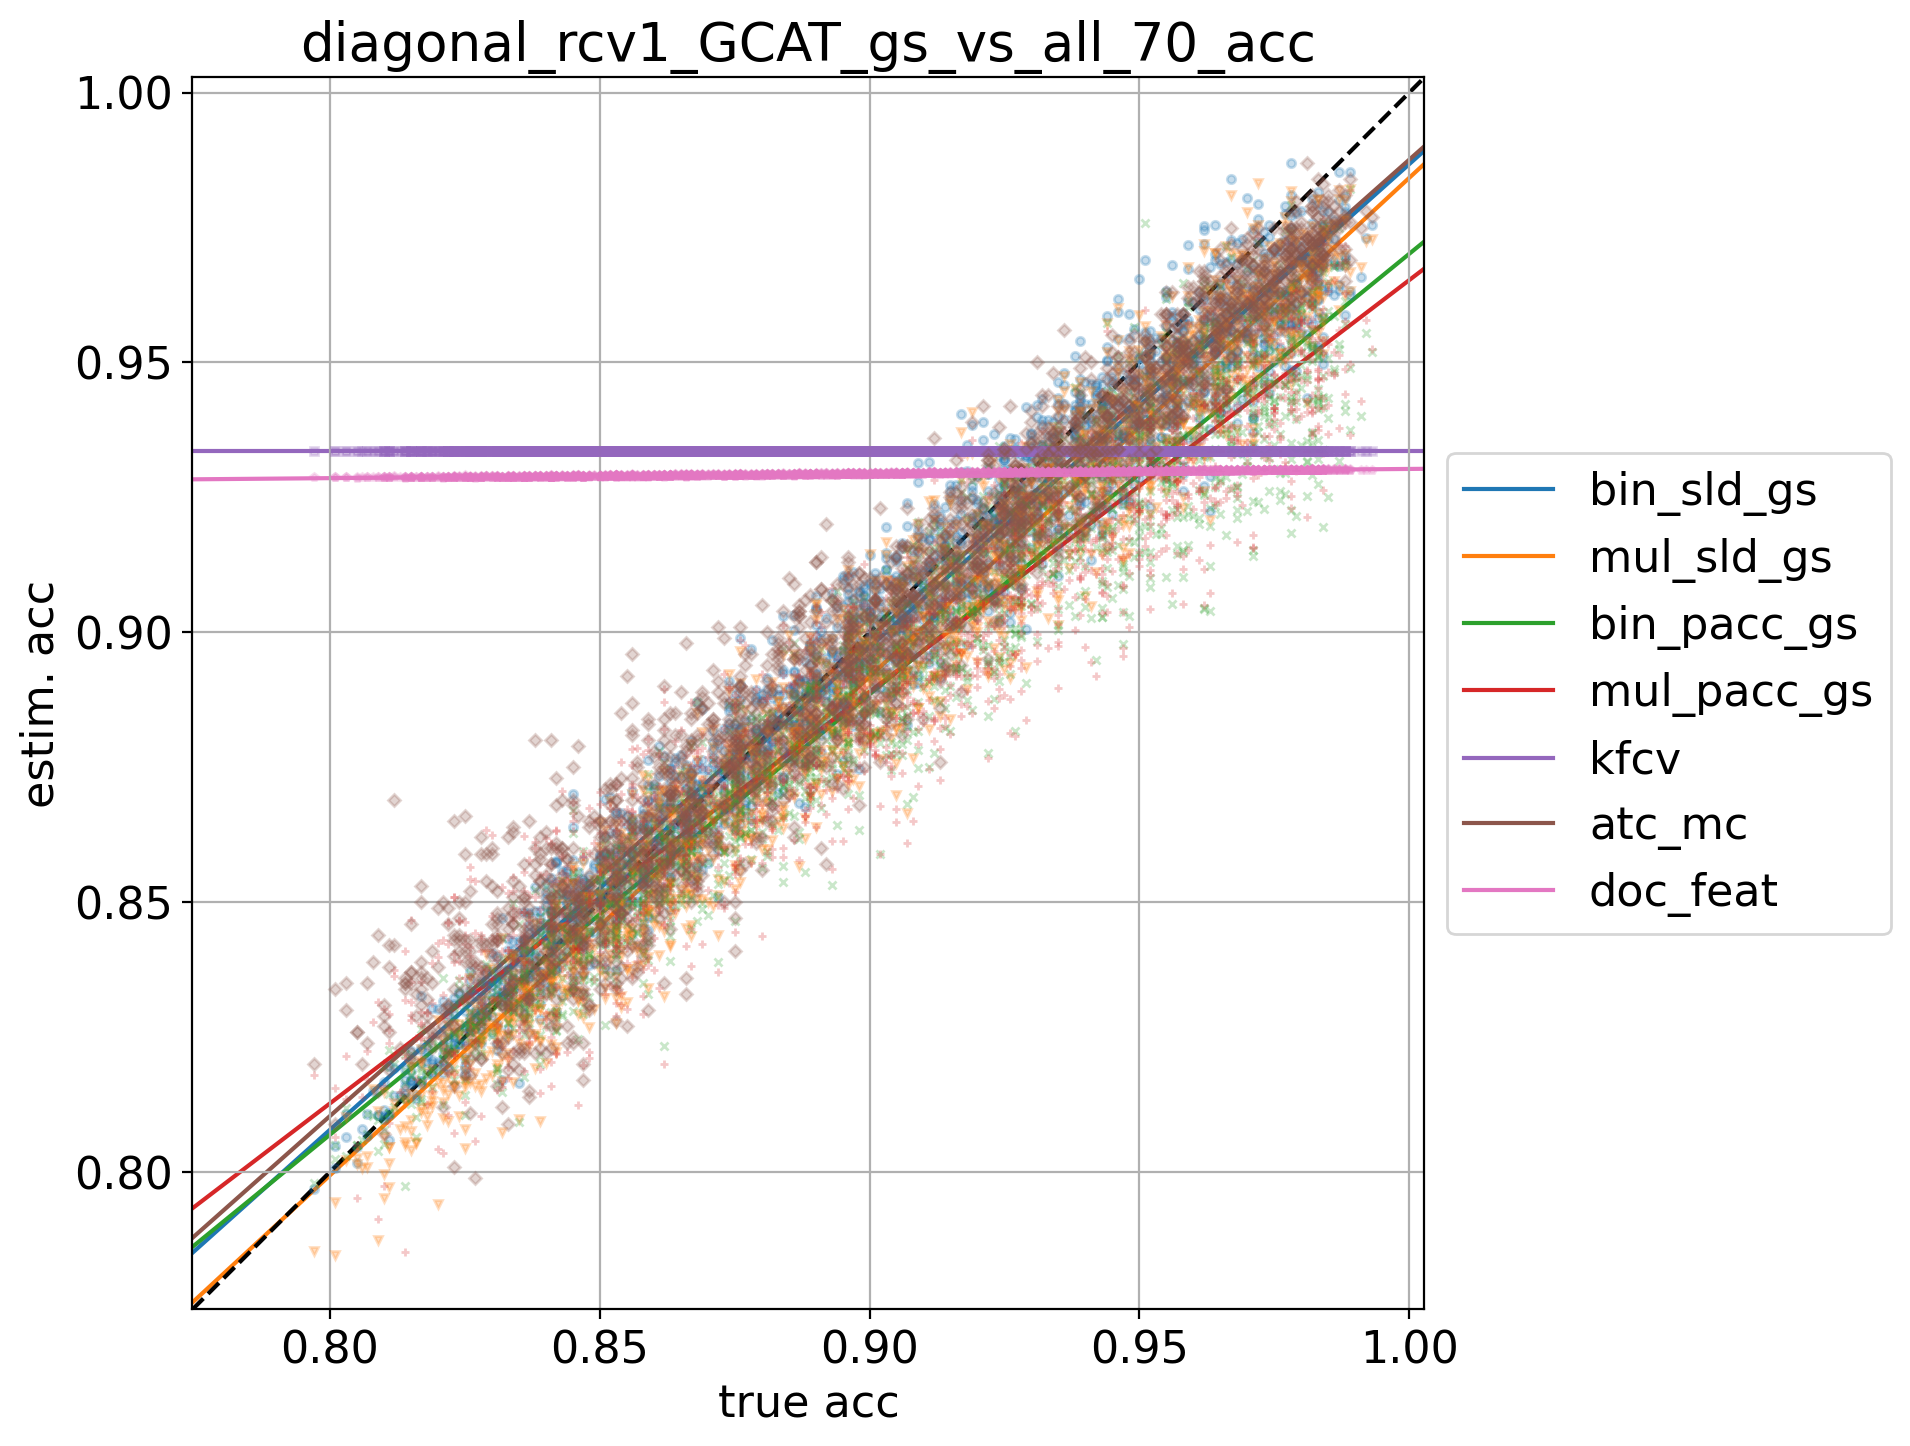 diagonal_rcv1_GCAT_gs_vs_all_70_acc
1.00
0.95
0.90
0.85
0.80
estim. acc
0.80 0.85 0.90 0.95 1.00
true acc
bin_sld_gs
mul_sld_gs
bin_pacc_gs
mul_pacc_gs
kfcv
atc_mc
doc_feat